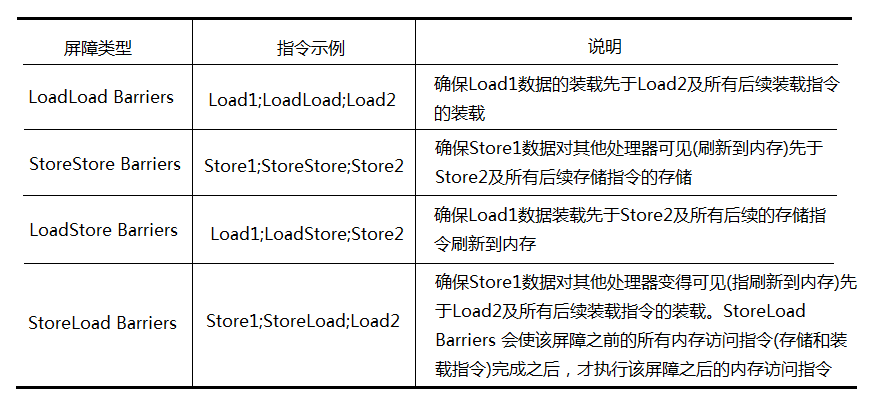 屏障类型 指令示例 说明
LoadLoad Barriers Load1;LoadLoad;Load2 确保Load1数据的装载先于Load2及所有后续装载指令
的装载
StoreStore Barriers Store1;StoreStore;Store2 确保Store1数据对其他处理器可见(刷新到内存)先于
Store2及所有后续存储指令的存储
LoadStore Barriers Load1;LoadStore;Store2 确保Load1数据装载先于Store2及所有后续的存储指
令刷新到内存
StoreLoad Barriers Store1;StoreLoad;Load2 确保Store1数据对其他处理器变得可见(指刷新到内存)先
于Load2及所有后续装载指令的装载。StoreLoad
Barriers 会使该屏障之前的所有内存访问指令(存储和装
载指令)完成之后，才执行该屏障之后的内存访问指令